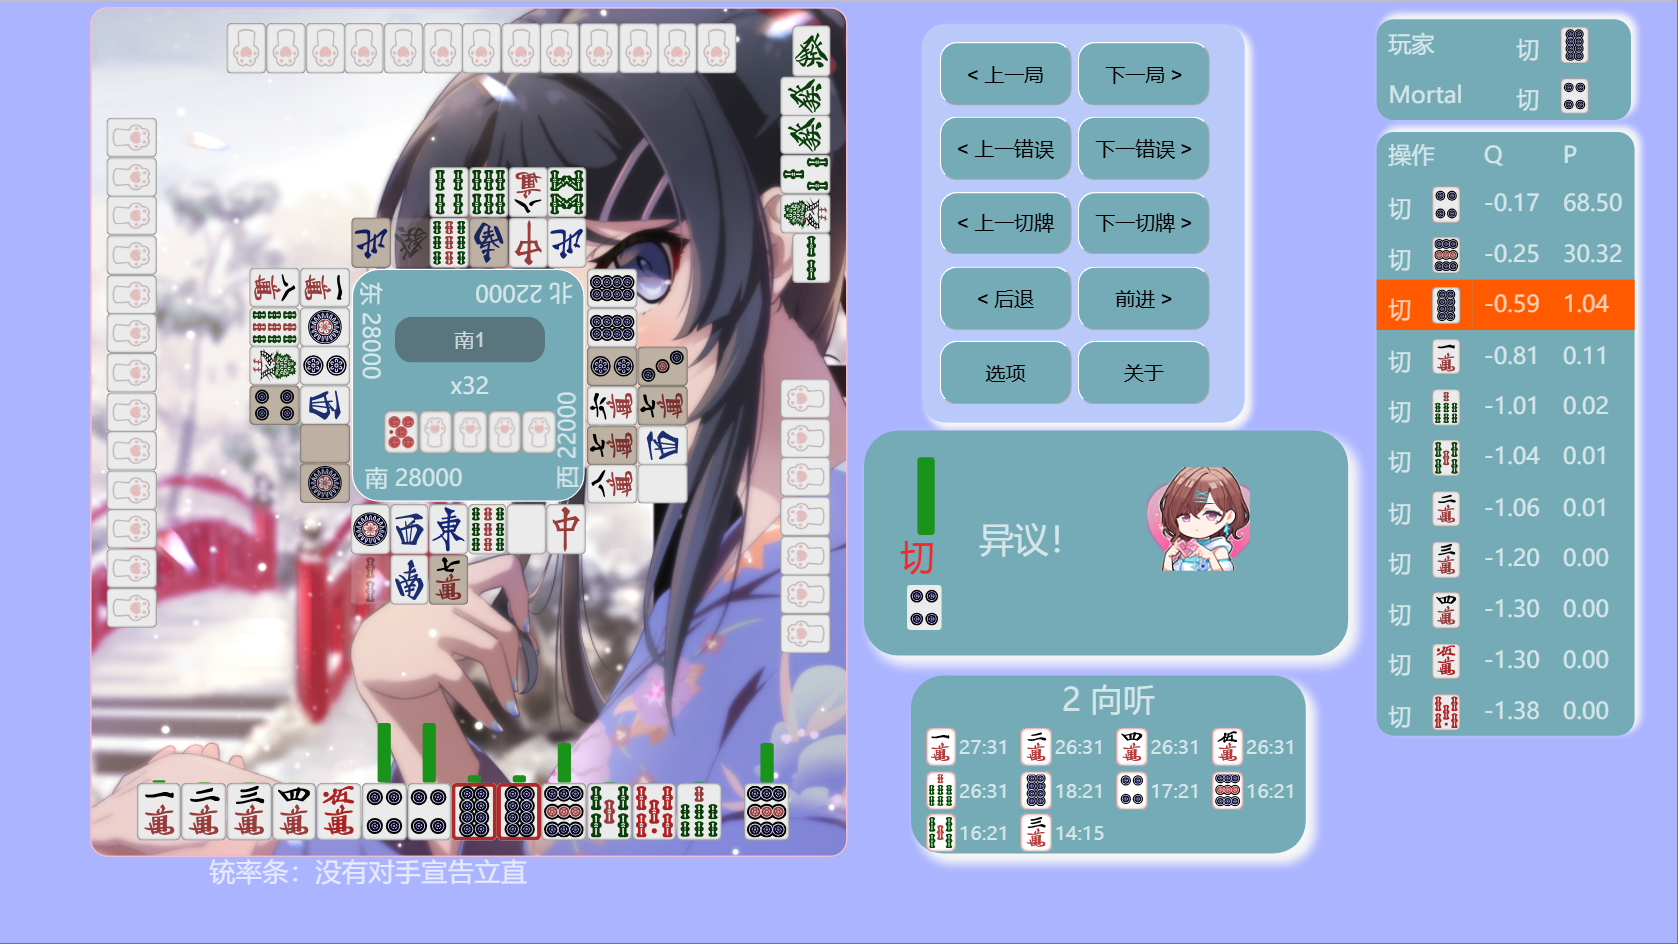 东 28000
北 22000
南1
x32
西 22000
南 28000
铳率条：没有对手宣告立直
< 上一局
下一局 >
< 上一错误
下一错误 >
< 上一切牌
下一切牌 >
< 后退
前进 >
选项
关于
切
异议！
2 向听
27:31
26:31
26:31
26:31
26:31
18:21
17:21
16:21
16:21
14:15
玩家 切
Mortal 切
操作 Q P
切 -0.17 68.50
切 -0.25 30.32
切 -0.59 1.04
切 -0.81 0.11
切 -1.01 0.02
切 -1.04 0.01
切 -1.06 0.01
切 -1.20 0.00
切 -1.30 0.00
切 -1.30 0.00
切 -1.38 0.00